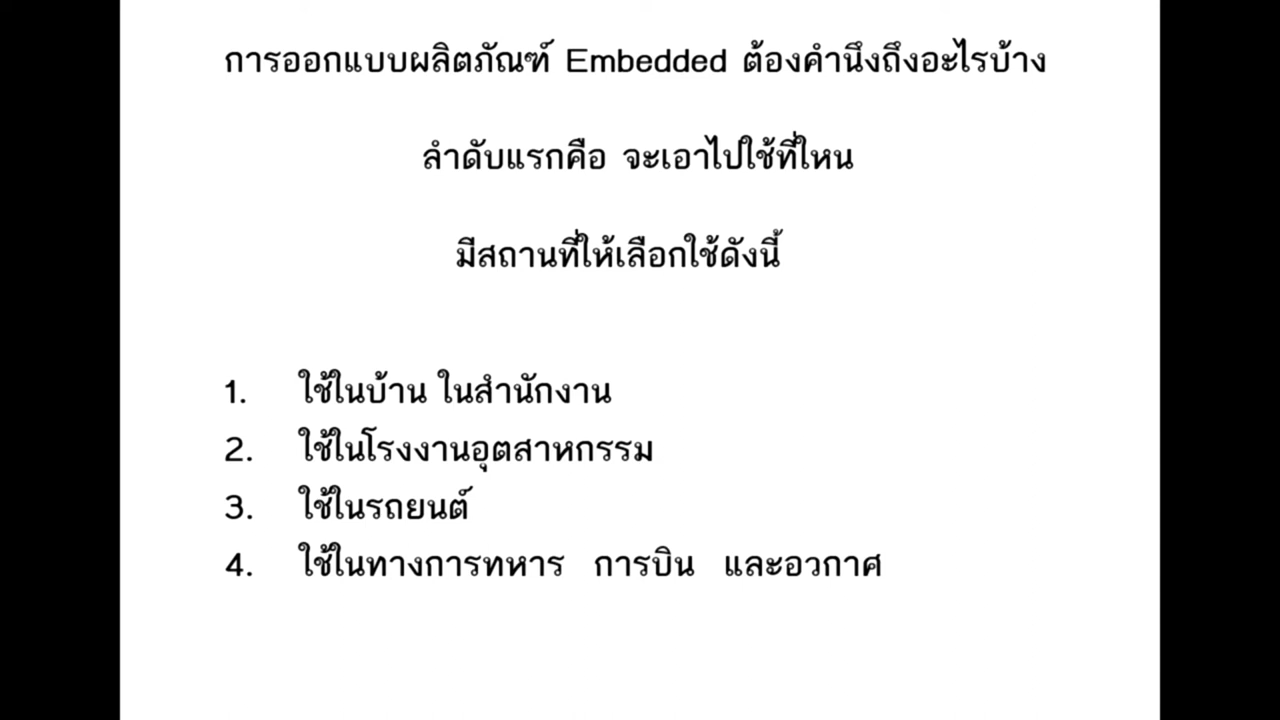 การออกแบบผลิตภัณฑ์ Embedded ต้องคำนึงถึงอะไรบ้าง
ลำดับแรกคือ จะเอาไปใช้ที่ใหน
มีสถานที่ให้เลือกใช้ดังนี้
1. ใช้ในบ้าน ในสำนักงาน
2. ใช้ในโรงงานอุตสาหกรรม
3. ใช้ในรถยนต์
4. ใช้ในทางการทหาร การบิน และอวกาศ